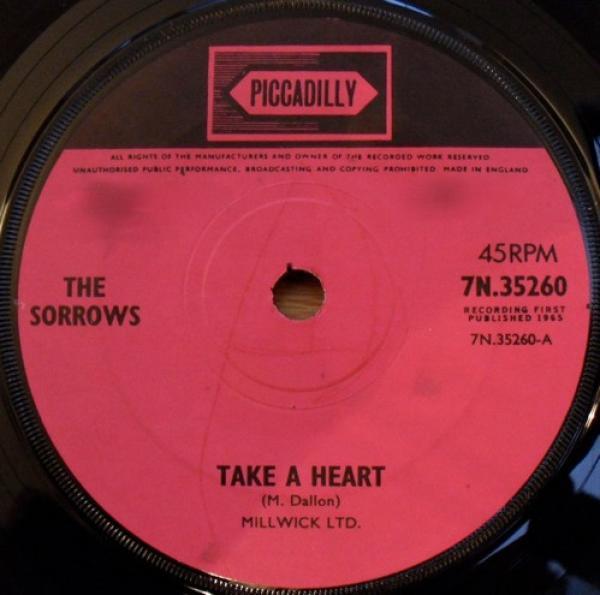 PICCADILLY
ALL RIGHTS OF THE MANUFACTURERS AND OWNER OF THE RECORDED WORK RESERVED
UNAUTHORISED PUBLIC PERFORMANCE, BROADCASTING AND COPYING PROHIBITED MADE IN ENGLAND
THE
SORROWS
45RPM
7N.35260
RECORDING FIRST
PUBLISHED 1965
7N.35260-A
TAKE A HEART
(M. Dallon)
MILLWICK LTD.